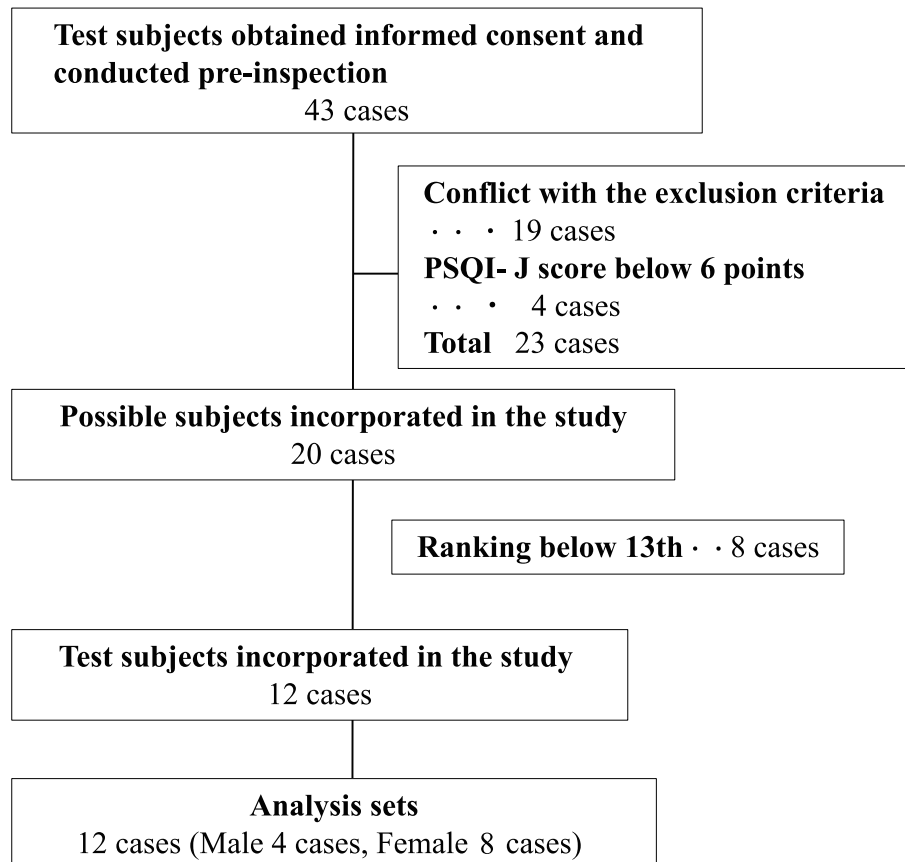 Test subjects obtained informed consent and
conducted pre-inspection
43 cases
Conflict with the exclusion criteria
· · · 19 cases
PSQI- J score below 6 points
· · · 4 cases
Total 23 cases
Possible subjects incorporated in the study
20 cases
Ranking below 13th · · 8 cases
Test subjects incorporated in the study
12 cases
Analysis sets
12 cases (Male 4 cases, Female 8 cases)